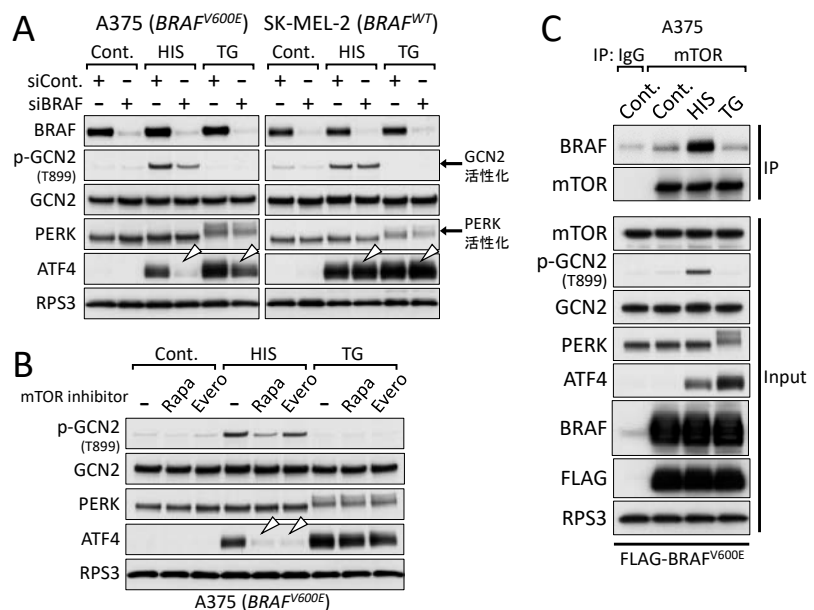 A
A375 (BRAFV600E) SK-MEL-2 (BRAFWT)
Cont. HIS TG Cont. HIS TG
siCont. + - + - + - + - + - + -
siBRAF - + - + - + - + - + - +
BRAF
p-GCN2
(T899)
GCN2
活性化
GCN2
PERK
PERK
活性化
ATF4
RPS3
B
Cont. HIS TG
mTOR inhibitor - Rapa Evero - Rapa Evero - Rapa Evero
p-GCN2
(T899)
GCN2
PERK
ATF4
RPS3
A375 (BRAFV600E)
C
A375
IP: IgG mTOR
Cont. Cont. HIS TG
BRAF
mTOR
IP
mTOR
p-GCN2
(T899)
GCN2
PERK
ATF4
Input
BRAF
FLAG
RPS3
FLAG-BRAFV600E